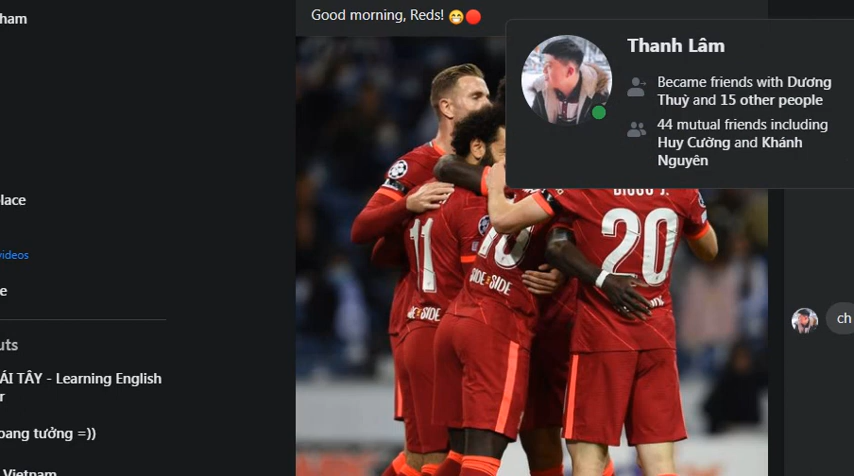 ham
Good morning, Reds! 😁🔴
Thanh Lâm
Became friends with Dương
Thuỳ and 15 other people
44 mutual friends including
Huy Cường and Khánh
Nguyên
lace
videos
e
11
20
SIDE BY SIDE
ch
uts
ÁI TÂY - Learning English
r
oang tưởng =))
Vietnam